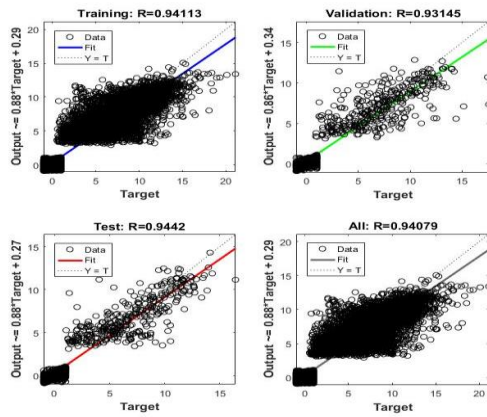 Training: R=0.94113
Output ~= 0.88*Target + 0.29
20
15
10
5
0
Data
Fit
Y = T
0 5 10 15 20
Target
Validation: R=0.93145
Output ~= 0.86*Target + 0.34
15
10
5
0
Data
Fit
Y = T
0 5 10 15
Target
Test: R=0.9442
Output ~= 0.88*Target + 0.27
15
10
5
0
Data
Fit
Y = T
0 5 10 15
Target
All: R=0.94079
Output ~= 0.88*Target + 0.29
20
15
10
5
0
Data
Fit
Y = T
0 5 10 15 20
Target